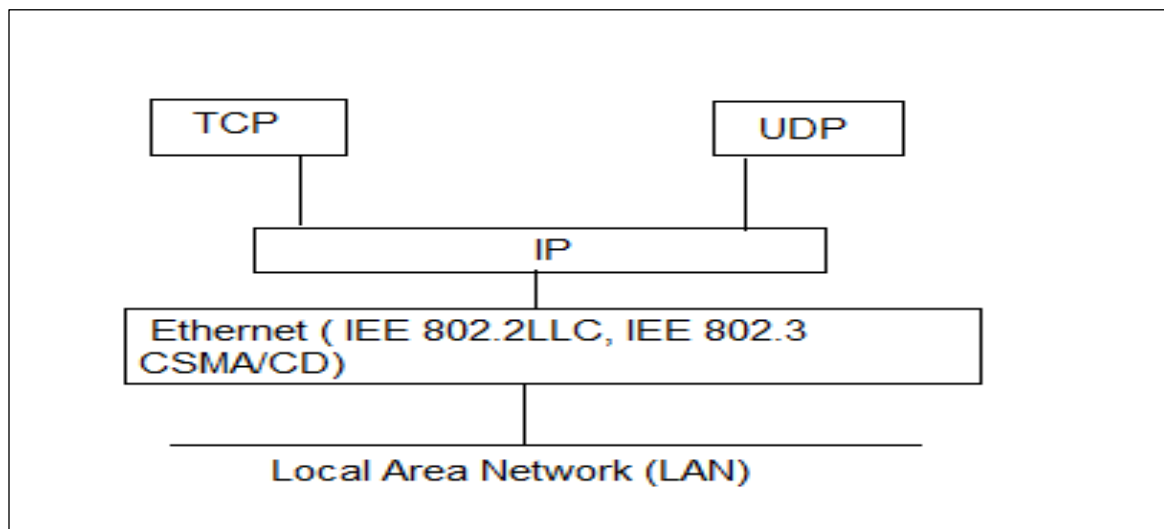 TCP
UDP
IP
Ethernet ( IEE 802.2LLC, IEE 802.3
CSMA/CD)
Local Area Network (LAN)